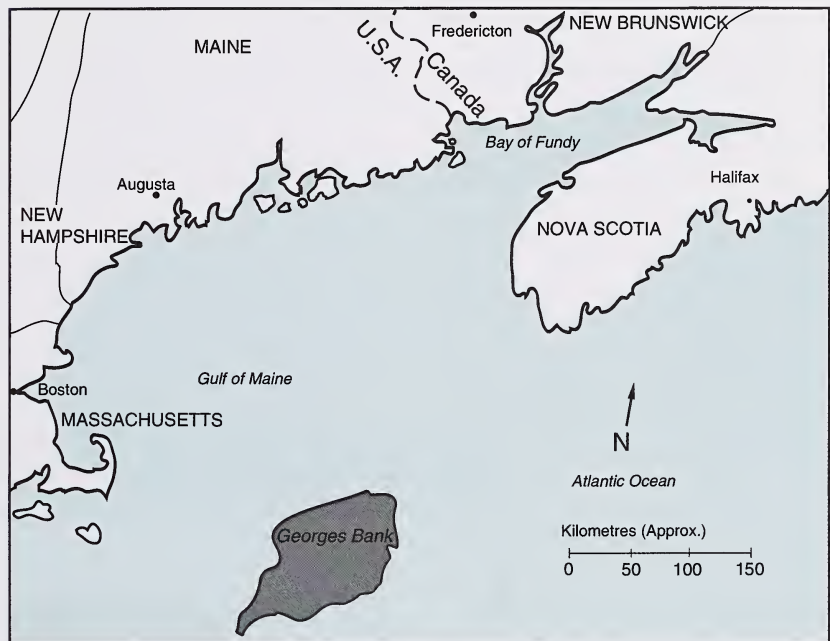 MAINE
U.S.A.
Canada
Fredericton
NEW BRUNSWICK
Bay of Fundy
Augusta
Halifax
NEW
HAMPSHIRE
NOVA SCOTIA
Gulf of Maine
Boston
MASSACHUSETTS
N
Atlantic Ocean
Georges Bank
Kilometres (Approx.)
0 50 100 150